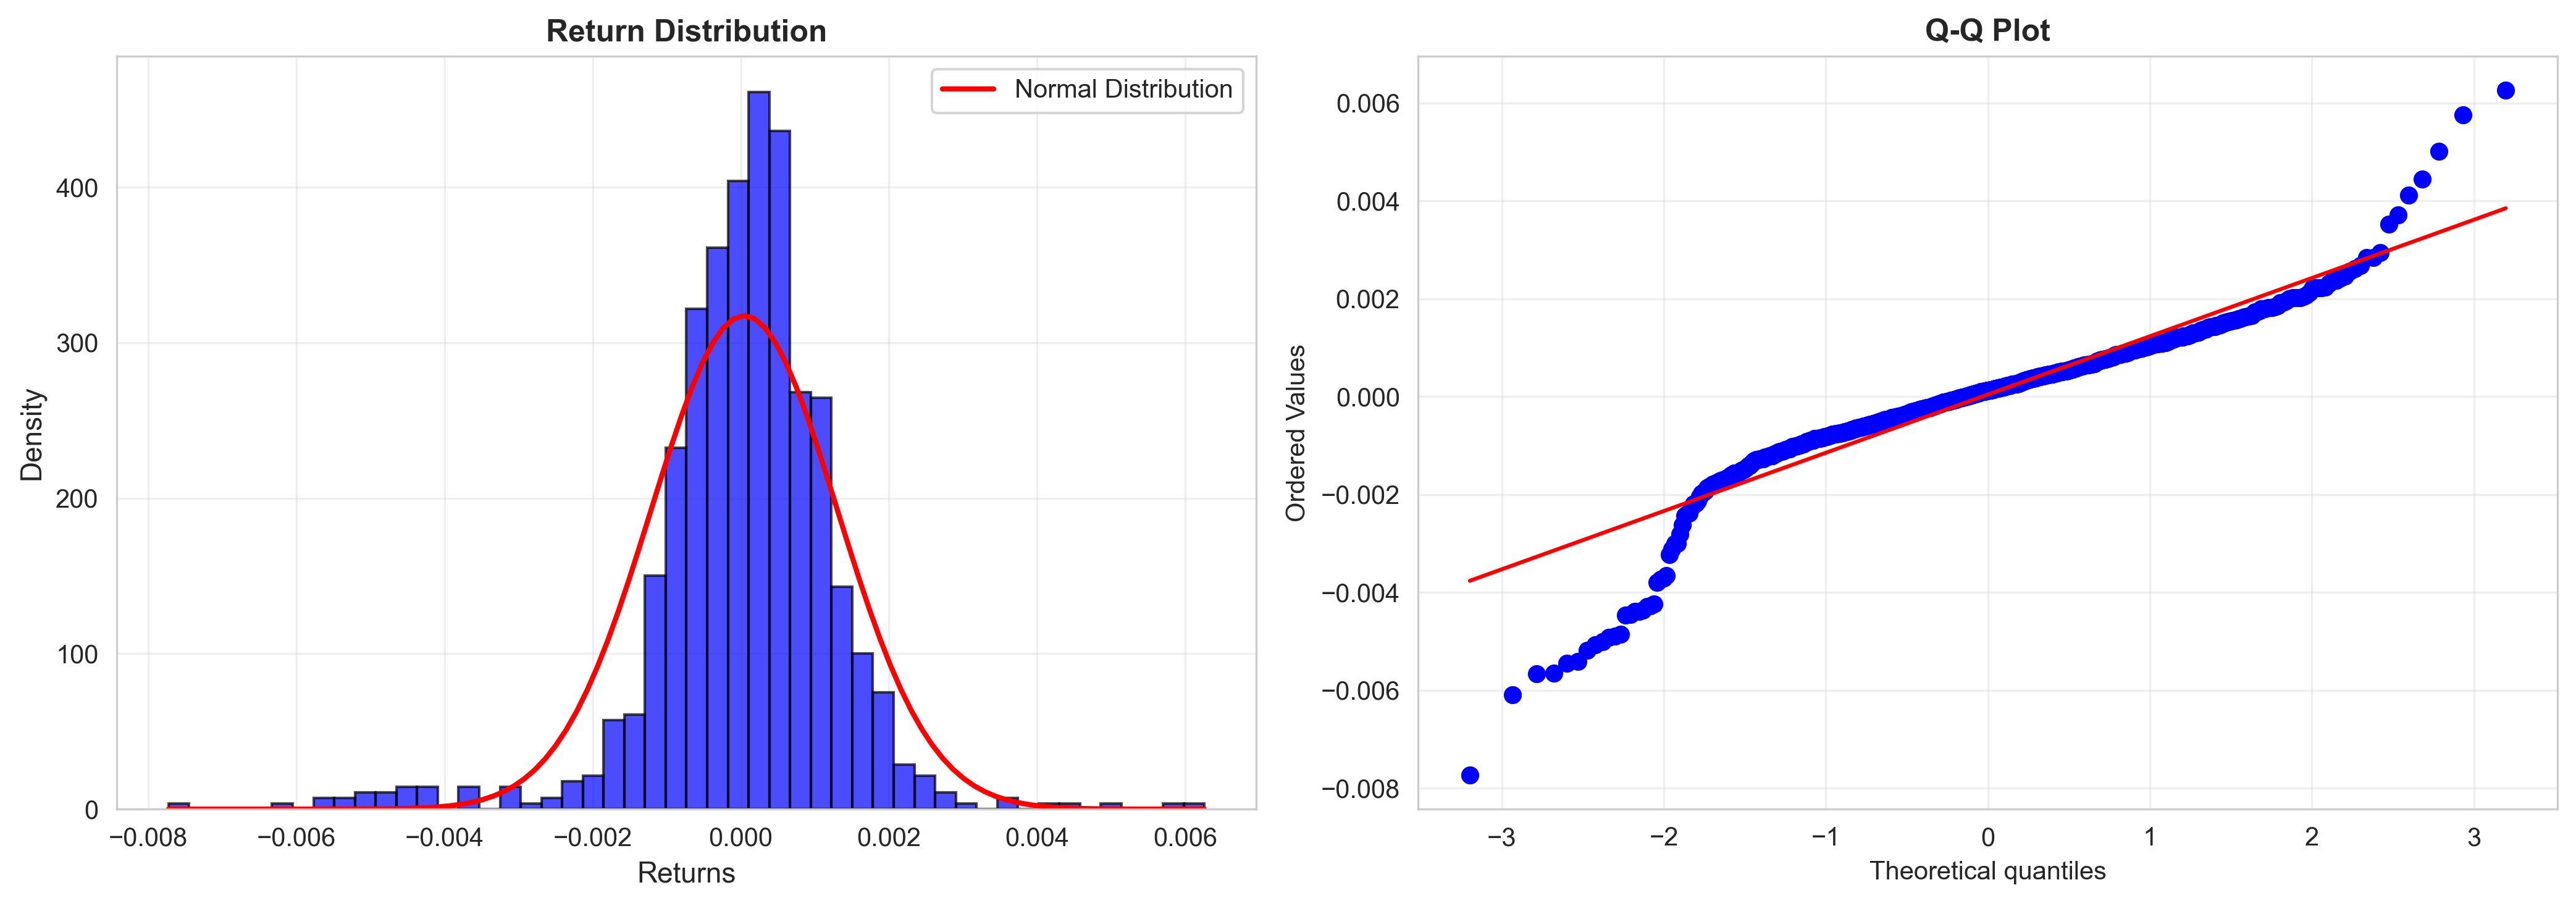 Return Distribution
Normal Distribution
Density
400
300
200
100
0
−0.008 −0.006 −0.004 −0.002 0.000 0.002 0.004 0.006
Returns
Q-Q Plot
Ordered Values
0.006
0.004
0.002
0.000
−0.002
−0.004
−0.006
−0.008
−3 −2 −1 0 1 2 3
Theoretical quantiles